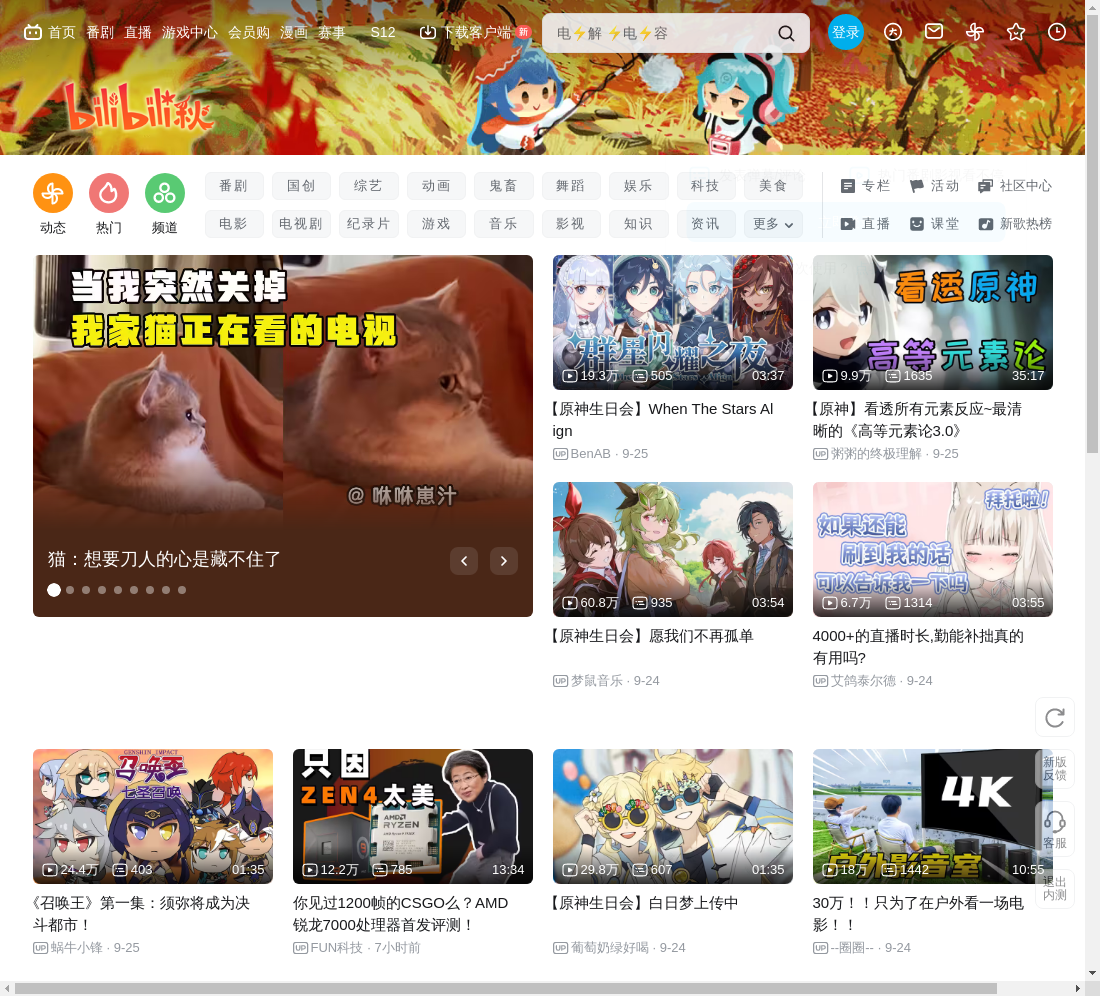 首页 番剧 直播 游戏中心 会员购 漫画 赛事 S12 下载客户端 新
电⚡解 ⚡电⚡容
登录
大
bilibili秋
动态 热门 频道
番剧 国创 综艺 动画 鬼畜 舞蹈 娱乐 科技 美食
电影 电视剧 纪录片 游戏 音乐 影视 知识 资讯 更多
专栏 活动 社区中心
直播 课堂 新歌热榜
当我突然关掉
我家猫正在看的电视
@ 咻咻崽汁
猫：想要刀人的心是藏不住了
群星闪耀之夜
19.3万 505 03:37
【原神生日会】When The Stars Al
ign
UP BenAB · 9-25
看透原神
高等元素论
9.9万 1635 35:17
【原神】看透所有元素反应~最清
晰的《高等元素论3.0》
UP 粥粥的终极理解 · 9-25
60.8万 935 03:54
【原神生日会】愿我们不再孤单
UP 梦鼠音乐 · 9-24
拜托啦!
如果还能
刷到我的话
可以告诉我一下吗
6.7万 1314 03:55
4000+的直播时长,勤能补拙真的
有用吗?
UP 艾鸽泰尔德 · 9-24
GENSHIN IMPACT
召唤王
七圣召唤
24.4万 403 01:35
《召唤王》第一集：须弥将成为决
斗都市！
UP 蜗牛小锋 · 9-25
只因
ZEN4太美
AMD
RYZEN
12.2万 785 13:34
你见过1200帧的CSGO么？AMD
锐龙7000处理器首发评测！
UP FUN科技 · 7小时前
29.8万 607 01:35
【原神生日会】白日梦上传中
UP 葡萄奶绿好喝 · 9-24
4K
户外影音室
18万 1442 10:55
30万！！只为了在户外看一场电
影！！
UP --圈圈-- · 9-24
新版
反馈
客服
退出
内测